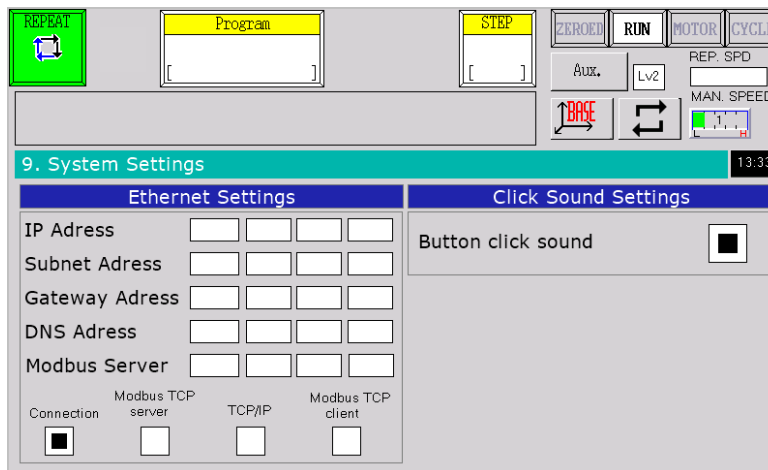 REPEAT
Program
[ ]
STEP
[ ]
ZEROED RUN MOTOR CYCL
Aux.
Lv2
REP. SPD
BASE
MAN. SPEED
1
L H
9. System Settings
13:33
Ethernet Settings
IP Adress
Subnet Adress
Gateway Adress
DNS Adress
Modbus Server
Connection
Modbus TCP
server
TCP/IP
Modbus TCP
client
Click Sound Settings
Button click sound